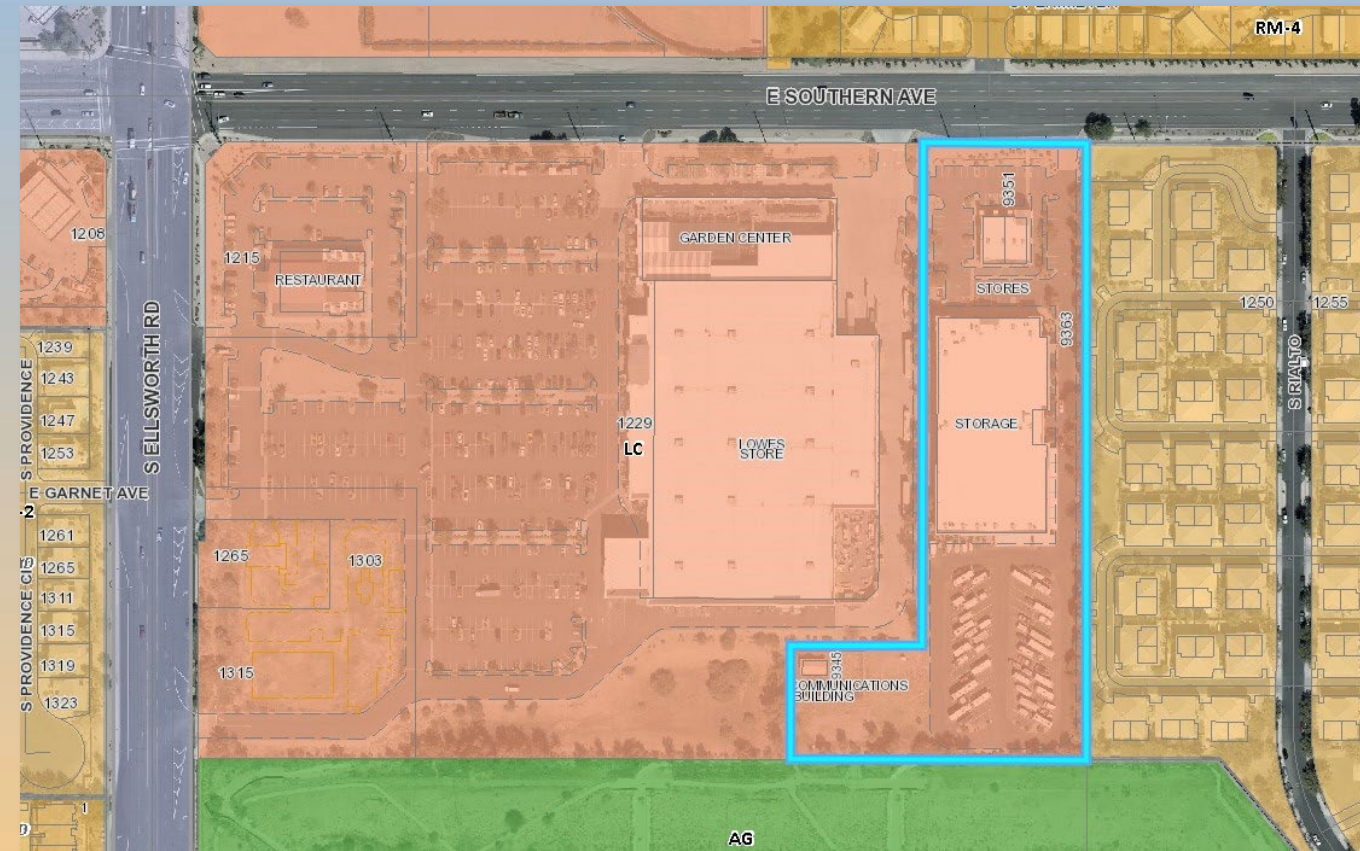 RM-4
E SOUTHERN AVE
9351
1208
GARDEN CENTER
1215
RESTAURANT
STORES
1250
1255
9363
S ELLSWORTH RD
S RIALTO
1239
1243
1247
1253
S PROVIDENCE
1229
LC
LOWES
STORE
STORAGE
E GARNET AVE
-2
1261
1265
1311
1315
1319
1323
S PROVIDENCE CIR
1265
1303
1315
9345
COMMUNICATIONS
BUILDING
1
AG